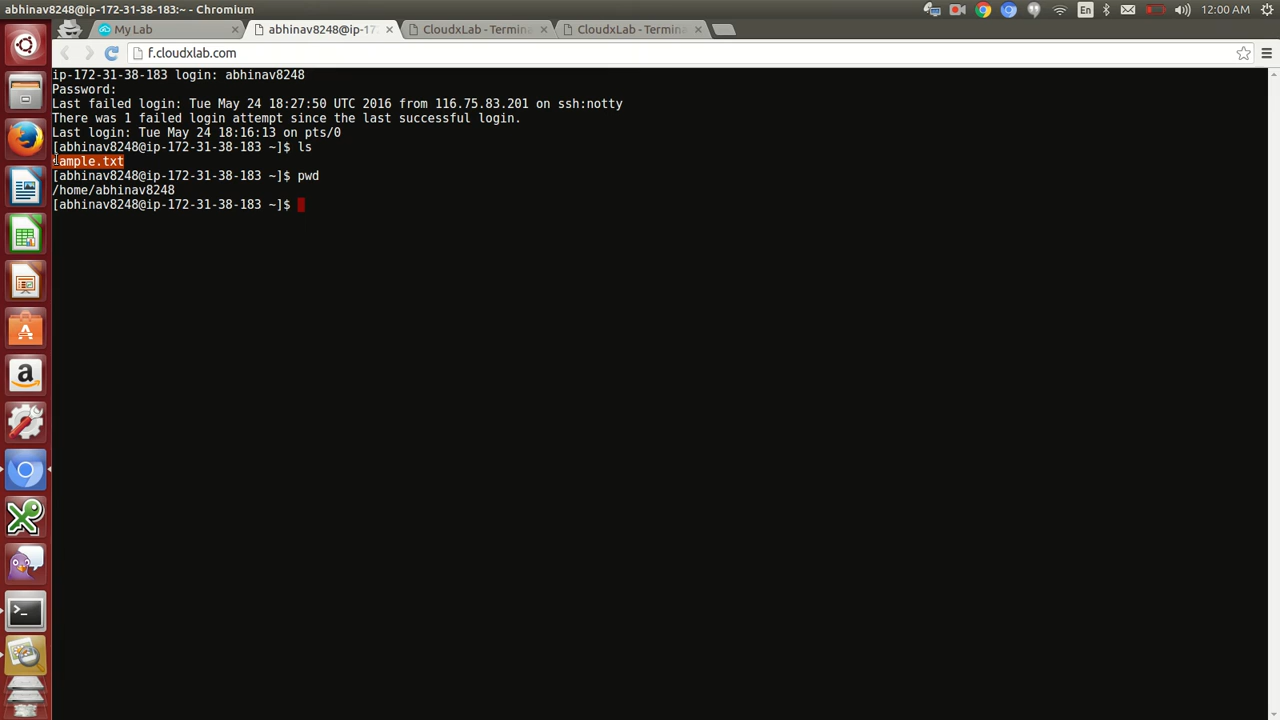 abhinav8248@ip-172-31-38-183:~ - Chromium
En
12:00 AM
My Lab
abhinav8248@ip-17
CloudxLab - Termin
CloudxLab - Termin
f.cloudxlab.com
ip-172-31-38-183 login: abhinav8248
Password:
Last failed login: Tue May 24 18:27:50 UTC 2016 from 116.75.83.201 on ssh:notty
There was 1 failed login attempt since the last successful login.
Last login: Tue May 24 18:16:13 on pts/0
[abhinav8248@ip-172-31-38-183 ~]$ ls
sample.txt
[abhinav8248@ip-172-31-38-183 ~]$ pwd
/home/abhinav8248
[abhinav8248@ip-172-31-38-183 ~]$